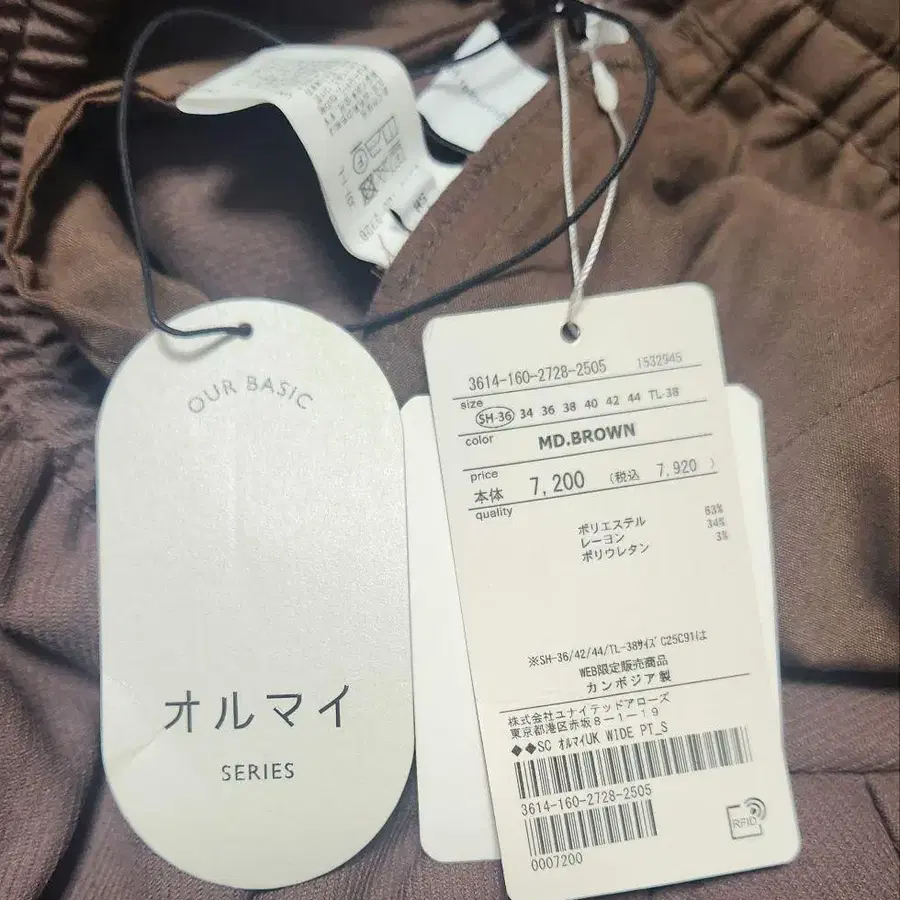 OUR BASIC
オルマイ
SERIES
3614-160-2728-2505 1532945
size
SH-36 34 36 38 40 42 44 TL-38
color
MD.BROWN
price
本体 7,200 (税込 7,920 )
quality
ポリエステル 63%
レーヨン 34%
ポリウレタン 3%
※SH-36/42/44/TL-38サイズ C25C91は
WEB限定販売商品
カンボジア製
株式会社ユナイテッドアローズ
東京都港区赤坂8-1-19
◆◆SC オルマイUK WIDE PT_S
3614-160-2728-2505
0007200
RFID